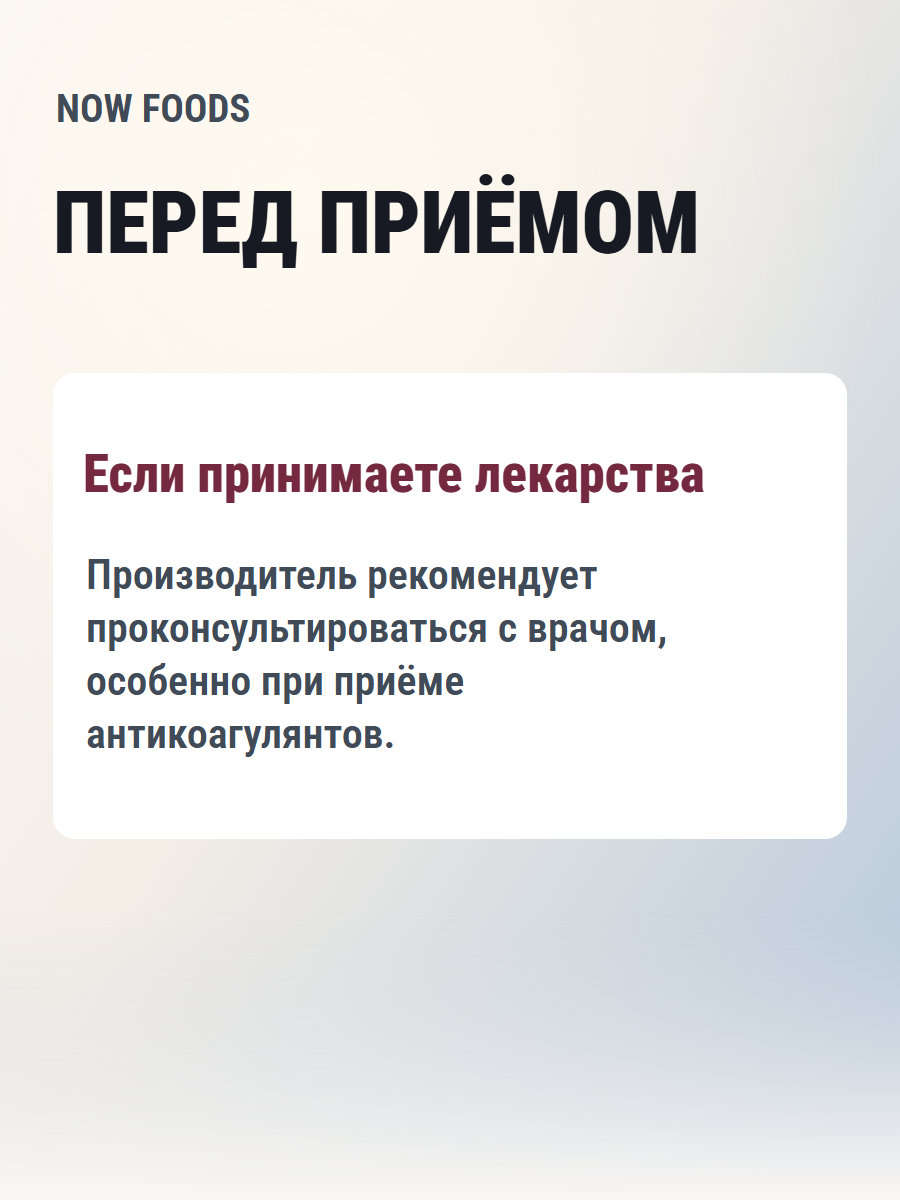 NOW FOODS
ПЕРЕД ПРИЁМОМ
Если принимаете лекарства
Производитель рекомендует
проконсультироваться с врачом,
особенно при приёме
антикоагулянтов.